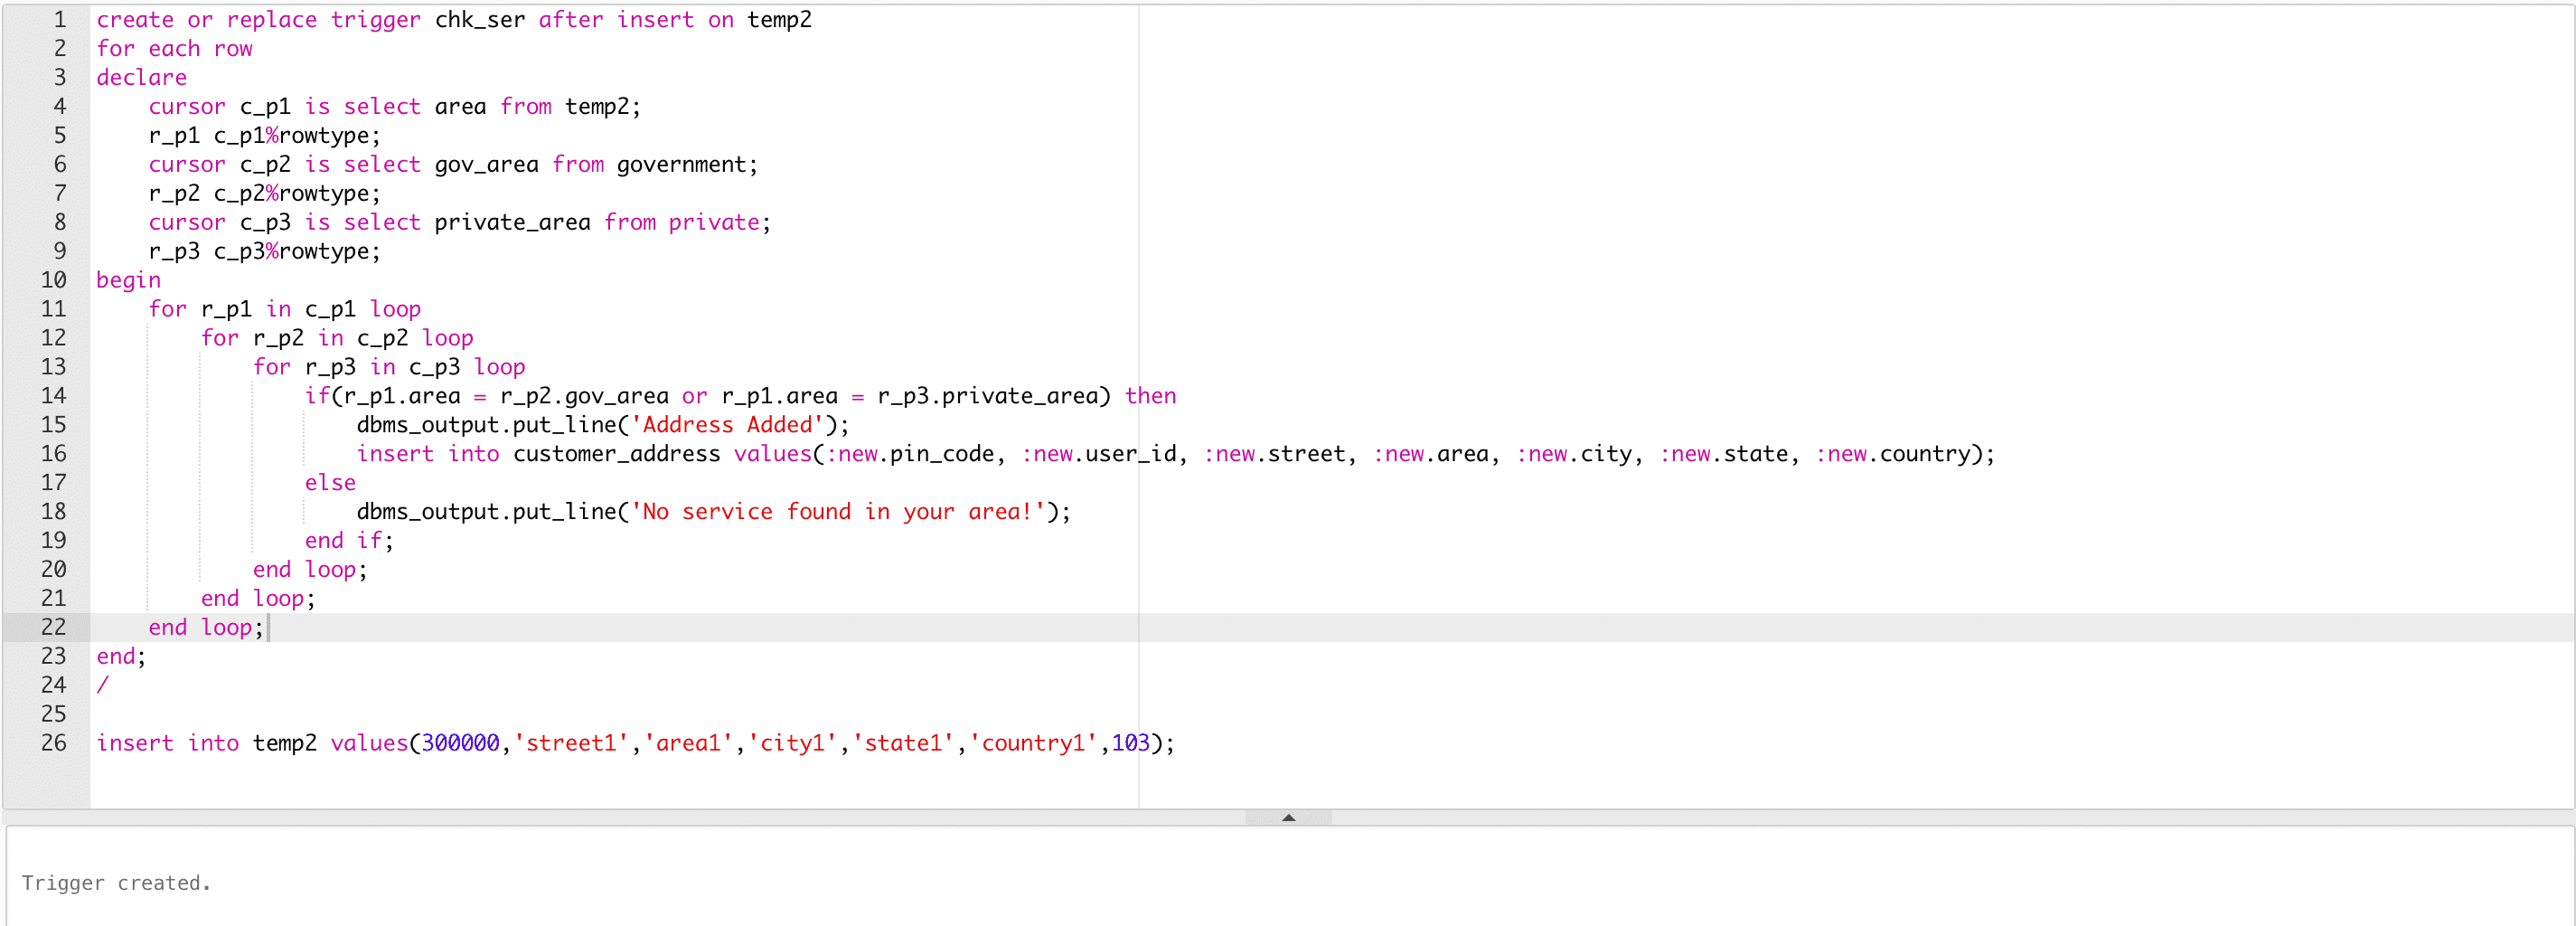 1 create or replace trigger chk_ser after insert on temp2
2 for each row
3 declare
4     cursor c_p1 is select area from temp2;
5     r_p1 c_p1%rowtype;
6     cursor c_p2 is select gov_area from government;
7     r_p2 c_p2%rowtype;
8     cursor c_p3 is select private_area from private;
9     r_p3 c_p3%rowtype;
10 begin
11     for r_p1 in c_p1 loop
12         for r_p2 in c_p2 loop
13             for r_p3 in c_p3 loop
14                 if(r_p1.area = r_p2.gov_area or r_p1.area = r_p3.private_area) then
15                     dbms_output.put_line('Address Added');
16                     insert into customer_address values(:new.pin_code, :new.user_id, :new.street, :new.area, :new.city, :new.state, :new.country);
17                 else
18                     dbms_output.put_line('No service found in your area!');
19                 end if;
20             end loop;
21         end loop;
22     end loop;
23 end;
24 /
25
26 insert into temp2 values(300000,'street1','area1','city1','state1','country1',103);
Trigger created.